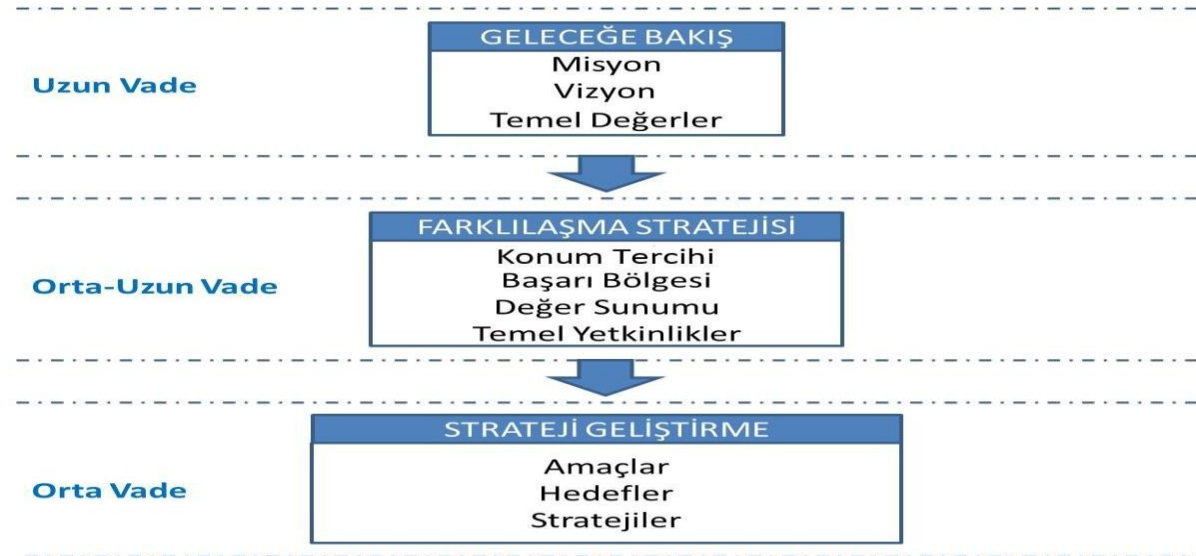 GELECEĞE BAKIŞ
Uzun Vade
Misyon
Vizyon
Temel Değerler
FARKLILAŞMA STRATEJİSİ
Orta-Uzun Vade
Konum Tercihi
Başarı Bölgesi
Değer Sunumu
Temel Yetkinlikler
STRATEJİ GELİŞTİRME
Orta Vade
Amaçlar
Hedefler
Stratejiler